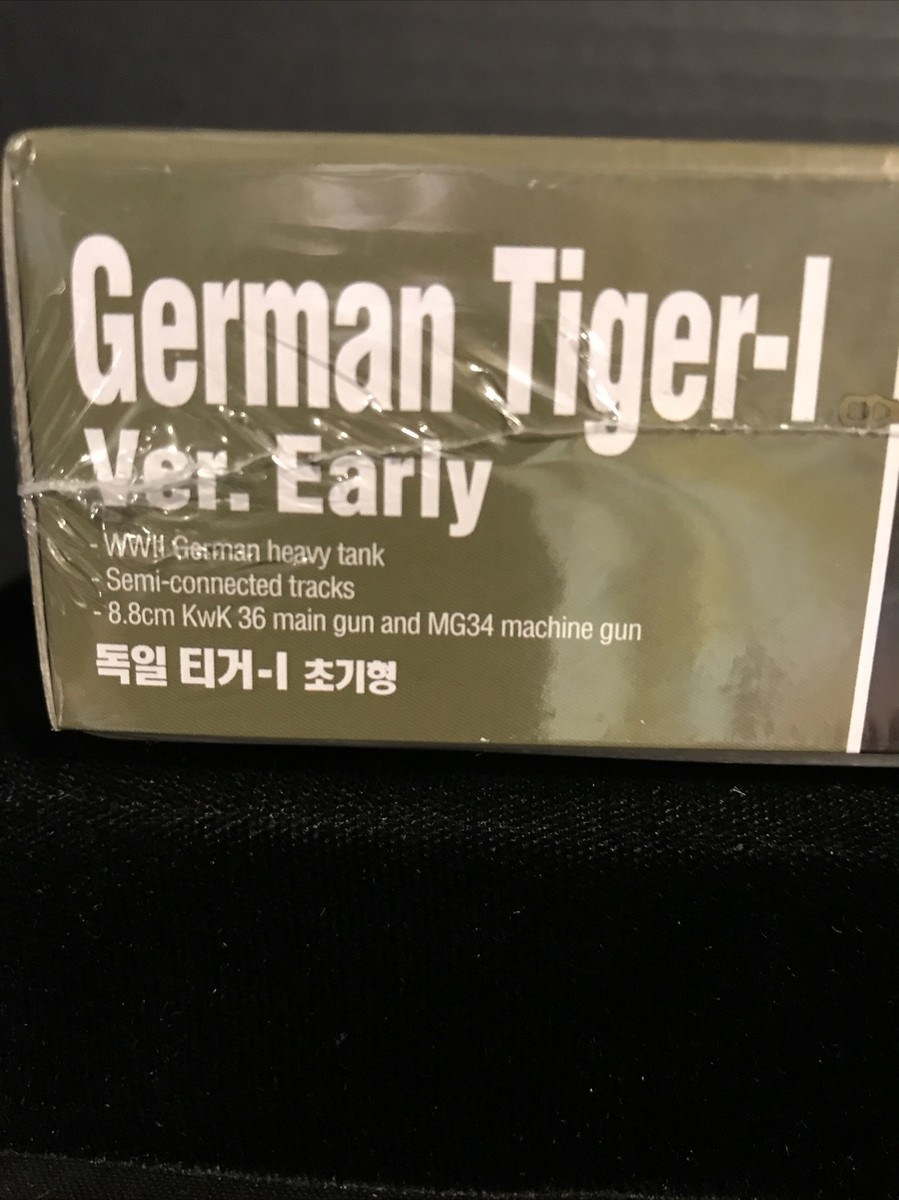 German Tiger-I
Ver. Early
- WWII German heavy tank
- Semi-connected tracks
- 8.8cm KwK 36 main gun and MG34 machine gun
독일 티거-I 초기형